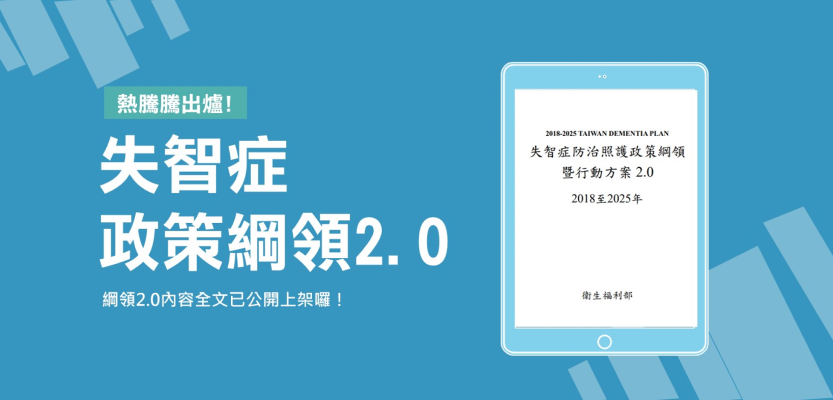 熱騰騰出爐!
失智症
政策綱領2.0
綱領2.0內容全文已公開上架囉！
2018-2025 TAIWAN DEMENTIA PLAN
失智症防治照護政策綱領
暨行動方案 2.0
2018至2025年
衛生福利部